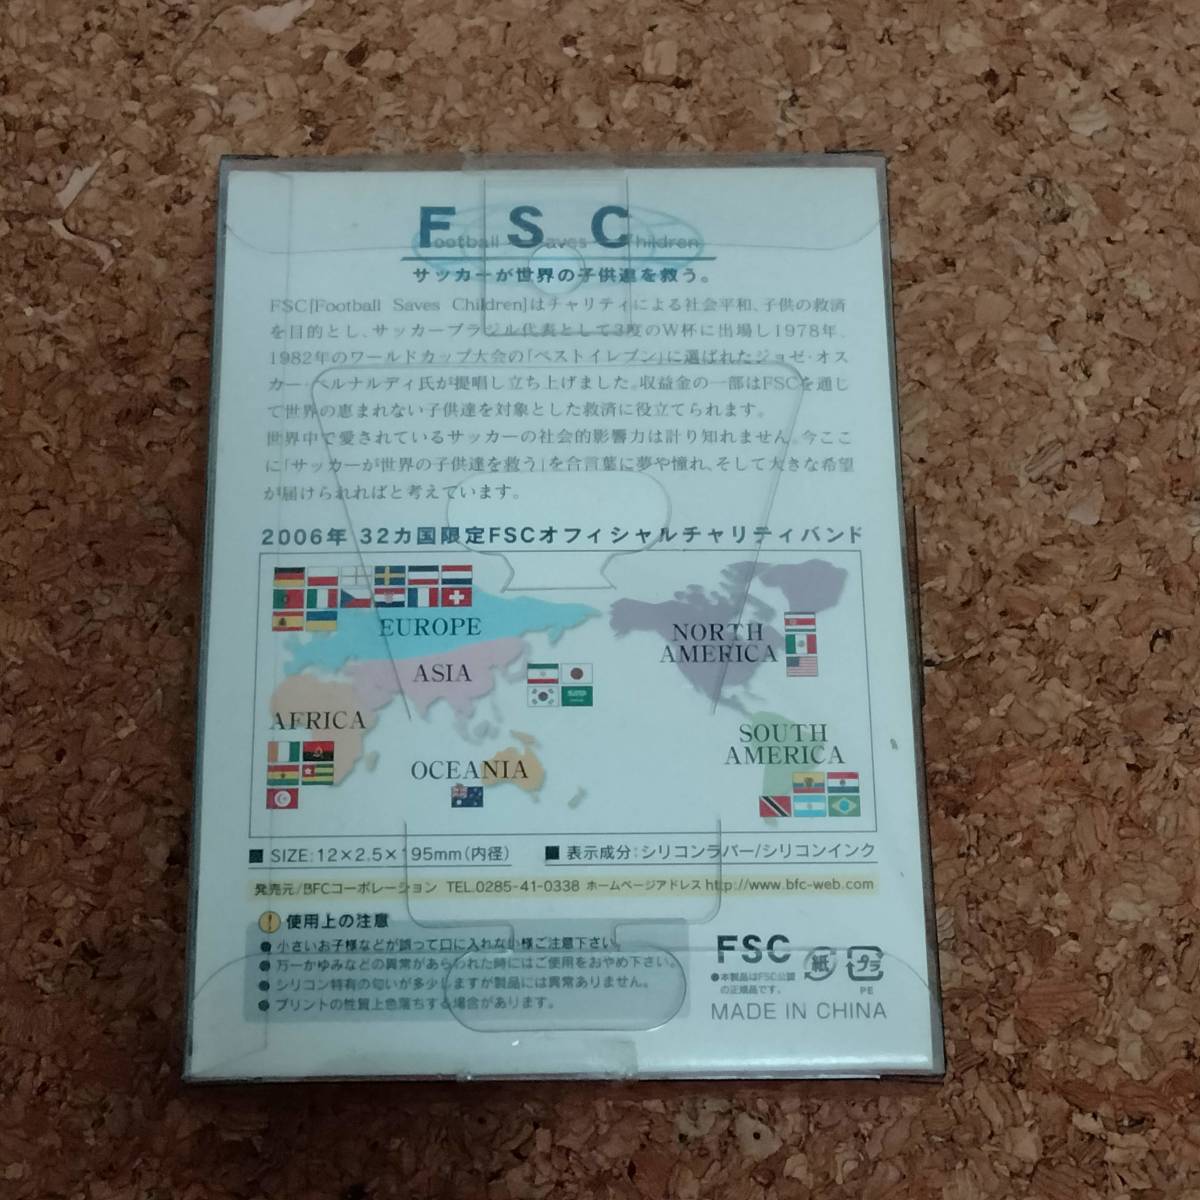 Football Saves Children
サッカーが世界の子供達を救う。
FSC[Football Saves Children]はチャリティによる社会平和、子供の救済
を目的とし、サッカーブラジル代表として3度のW杯に出場し1978年、
1982年のワールドカップ大会の「ベストイレブン」に選ばれたジョゼ・オス
カー・ベルナルディ氏が提唱し立ち上げました。収益金の一部はFSCを通じ
て世界の恵まれない子供達を対象とした救済に役立てられます。
世界中で愛されているサッカーの社会的影響力は計り知れません。今ここ
に「サッカーが世界の子供達を救う」を合言葉に夢や憧れ、そして大きな希望
が届けられればと考えています。
2006年 32カ国限定FSCオフィシャルチャリティバンド
EUROPE
ASIA
AFRICA
OCEANIA
NORTH
AMERICA
SOUTH
AMERICA
■ SIZE:12×2.5×195mm(内径) ■ 表示成分:シリコンラバー/シリコンインク
発売元/BFCコーポレーション TEL.0285-41-0338 ホームページアドレス http://www.bfc-web.com
! 使用上の注意
●小さいお子様などが誤って口に入れない様ご注意下さい。
●万一かゆみなどの異常があらわれた時にはご使用をおやめ下さい。
●シリコン特有の匂いが多少しますが製品には異常ありません。
●プリントの性質上色落ちする場合があります。
FSC
●本製品はFSC公認
の正規品です。
紙
プラ
PE
MADE IN CHINA